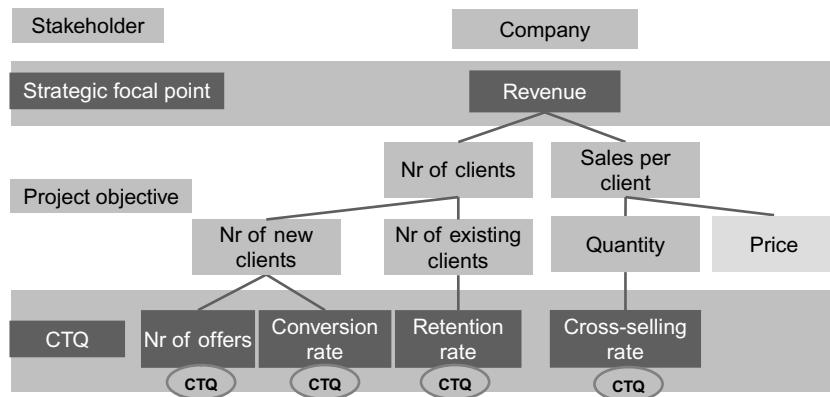 Stakeholder
Company
Strategic focal point
Revenue
Nr of clients
Sales per
client
Project objective
Nr of new
clients
Nr of existing
clients
Quantity
Price
CTQ
Nr of offers
Conversion
rate
Retention
rate
Cross-selling
rate
CTQ
CTQ
CTQ
CTQ